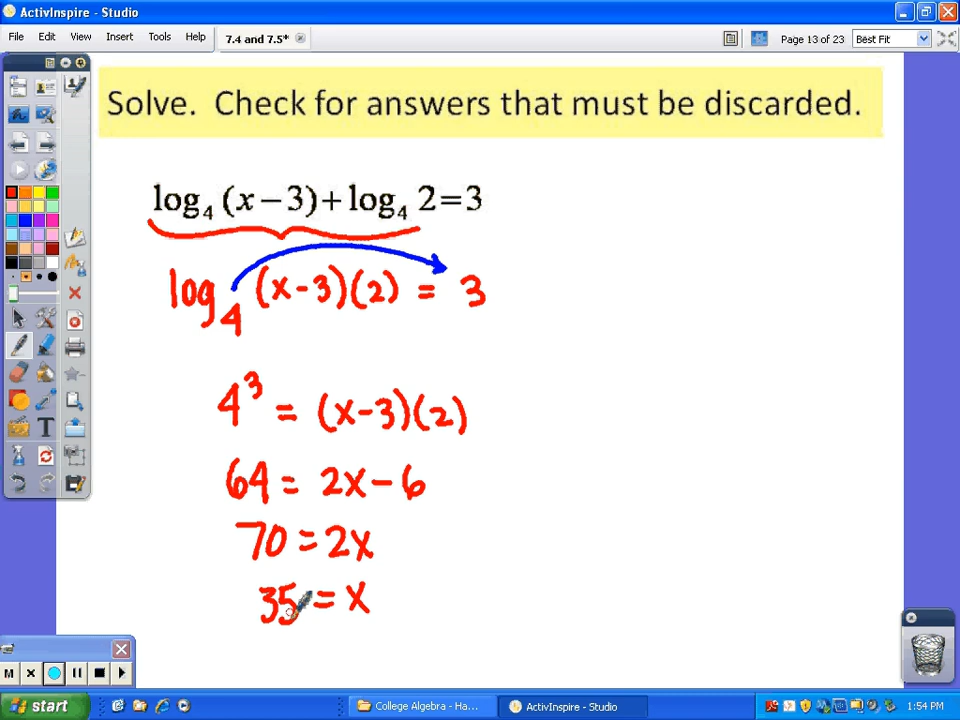 ActivInspire - Studio
File Edit View Insert Tools Help 7.4 and 7.5* Page 13 of 23 Best Fit
Solve. Check for answers that must be discarded.
log₄ (x − 3) + log₄ 2 = 3
log₄ (x-3)(2) = 3
4³ = (x-3)(2)
64 = 2x - 6
70 = 2x
35 = x
M
start College Algebra - Ha... ActivInspire - Studio 1:54 PM